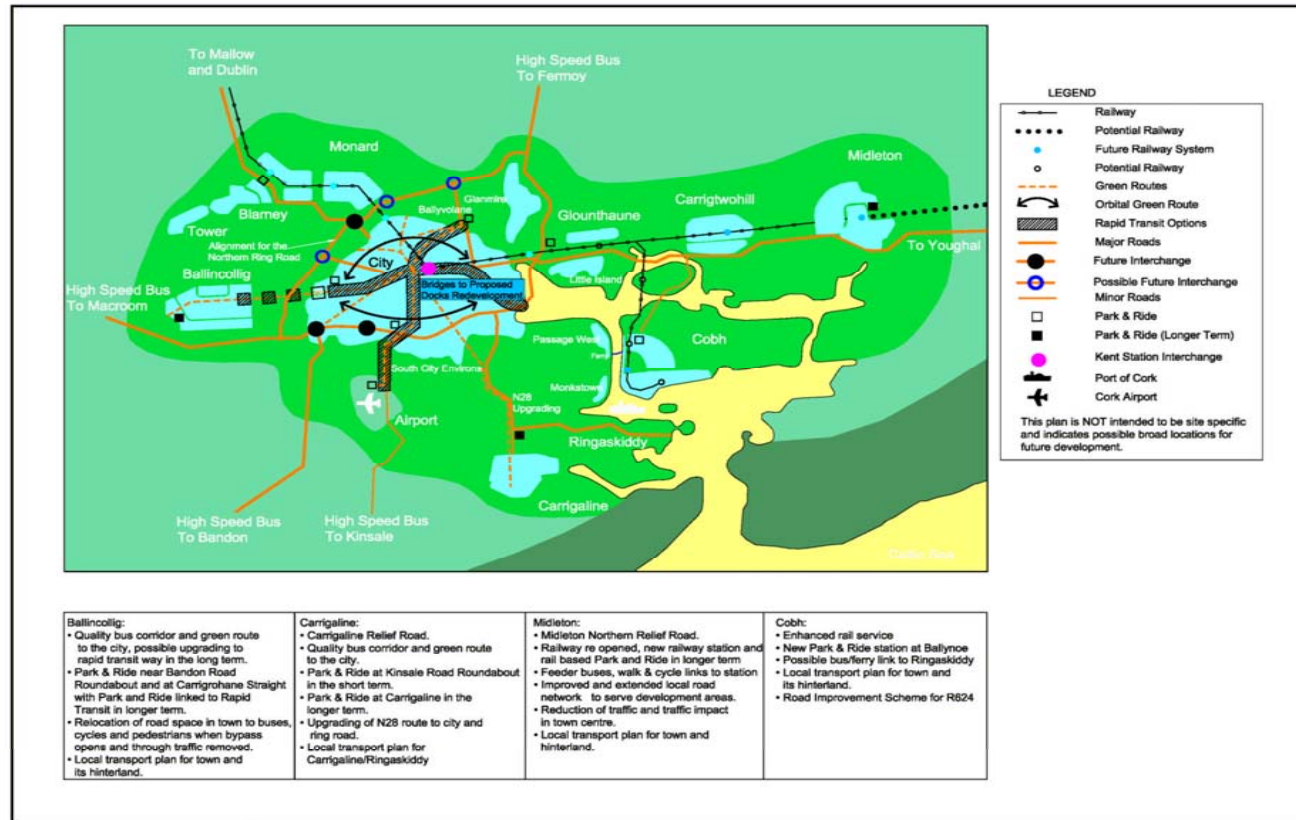 To Mallow
and Dublin
High Speed Bus
To Fermoy
Monard
Midleton
Glanmire
Ballyvolane
Carrigtwohill
Blarney
Glounthaune
Tower
Alignment for the
Northern Ring Road
City
To Youghal
Ballincollig
Little Island
High Speed Bus
To Macroom
Bridges to Proposed
Docks Redevelopment
Passage West
Ferry
Cobh
South City Environs
Monkstown
N28
Upgrading
Airport
Ringaskiddy
Carrigaline
High Speed Bus
To Bandon
High Speed Bus
To Kinsale
Celtic Sea
LEGEND
Railway
Potential Railway
Future Railway System
Potential Railway
Green Routes
Orbital Green Route
Rapid Transit Options
Major Roads
Future Interchange
Possible Future Interchange
Minor Roads
Park & Ride
Park & Ride (Longer Term)
Kent Station Interchange
Port of Cork
Cork Airport
This plan is NOT intended to be site specific
and indicates possible broad locations for
future development.
Ballincollig:
• Quality bus corridor and green route
to the city, possible upgrading to
rapid transit way in the long term.
• Park & Ride near Bandon Road
Roundabout and at Carrigrohane Straight
with Park and Ride linked to Rapid
Transit in longer term.
• Relocation of road space in town to buses,
cycles and pedestrians when bypass
opens and through traffic removed.
• Local transport plan for town and
its hinterland.
Carrigaline:
• Carrigaline Relief Road.
• Quality bus corridor and green route
to the city.
• Park & Ride at Kinsale Road Roundabout
in the short term.
• Park & Ride at Carrigaline in the
longer term.
• Upgrading of N28 route to city and
ring road.
• Local transport plan for
Carrigaline/Ringaskiddy
Midleton:
• Midleton Northern Relief Road.
• Railway re opened, new railway station and
rail based Park and Ride in longer term
• Feeder buses, walk & cycle links to station
• Improved and extended local road
network to serve development areas.
• Reduction of traffic and traffic impact
in town centre.
• Local transport plan for town and
hinterland.
Cobh:
• Enhanced rail service
• New Park & Ride station at Ballynoe
• Possible bus/ferry link to Ringaskiddy
• Local transport plan for town and
its hinterland.
• Road Improvement Scheme for R624